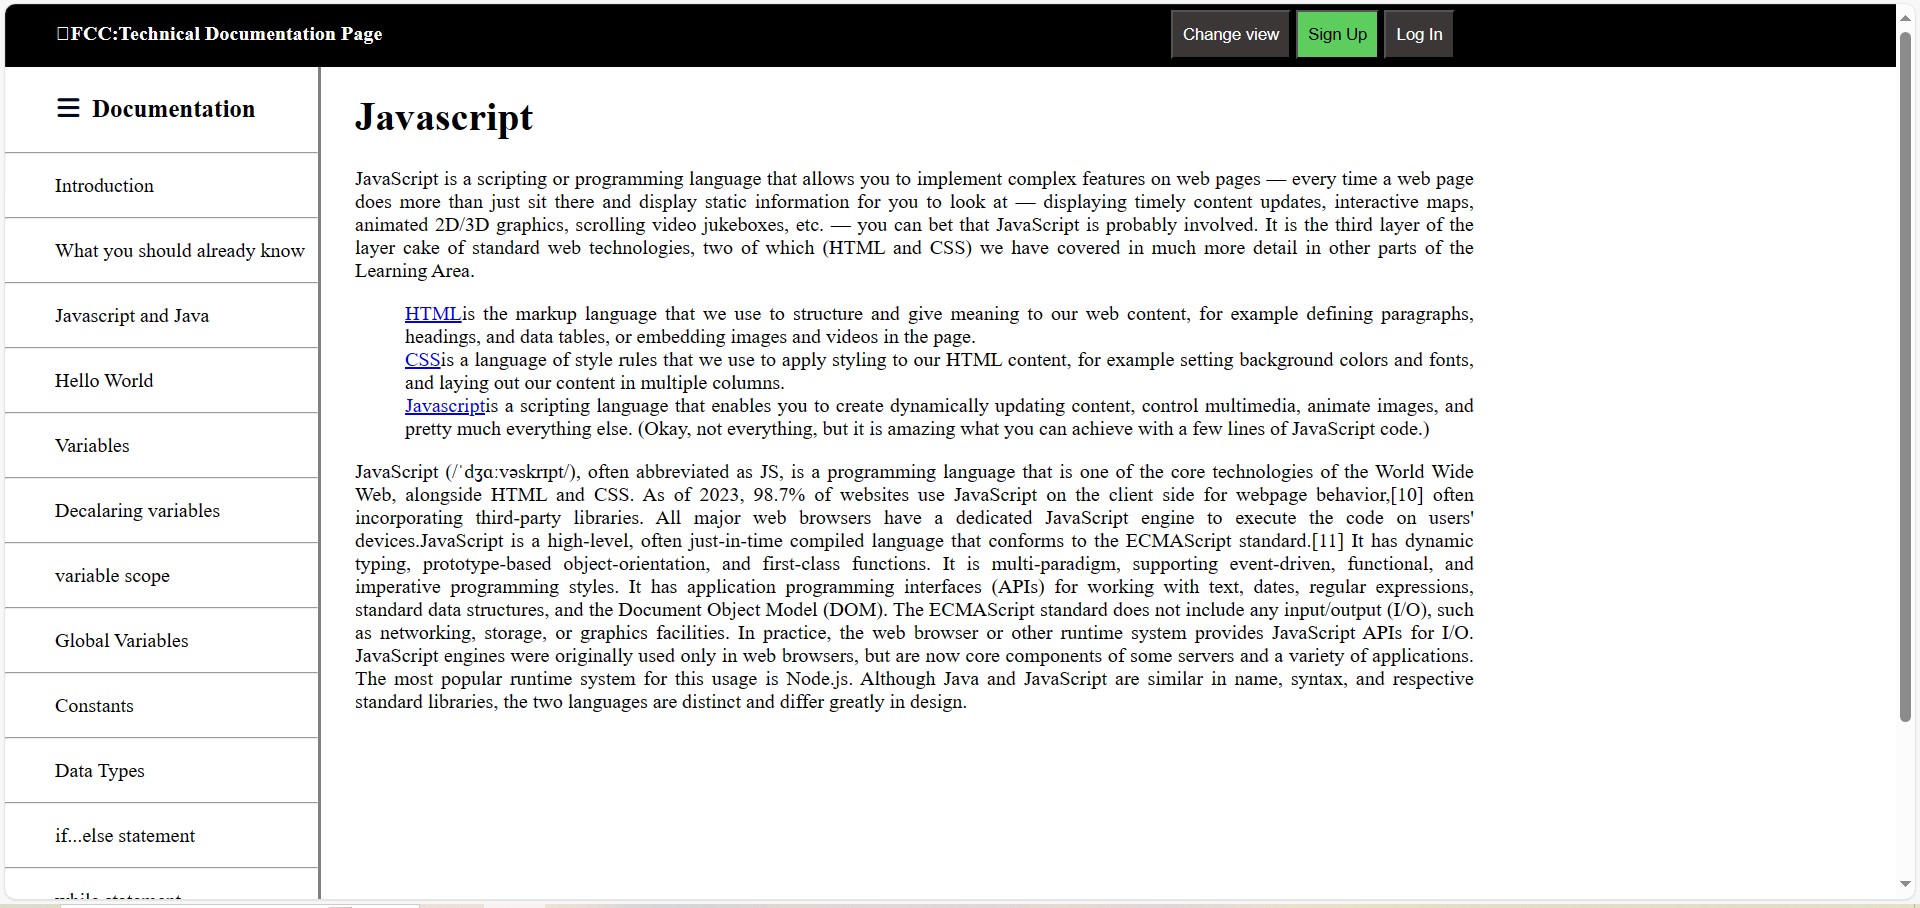 FCC:Technical Documentation Page
Change view
Sign Up
Log In
Documentation
Introduction
What you should already know
Javascript and Java
Hello World
Variables
Decalaring variables
variable scope
Global Variables
Constants
Data Types
if...else statement
while statement
Javascript
JavaScript is a scripting or programming language that allows you to implement complex features on web pages — every time a web page
does more than just sit there and display static information for you to look at — displaying timely content updates, interactive maps,
animated 2D/3D graphics, scrolling video jukeboxes, etc. — you can bet that JavaScript is probably involved. It is the third layer of the
layer cake of standard web technologies, two of which (HTML and CSS) we have covered in much more detail in other parts of the
Learning Area.
HTMLis the markup language that we use to structure and give meaning to our web content, for example defining paragraphs,
headings, and data tables, or embedding images and videos in the page.
CSSis a language of style rules that we use to apply styling to our HTML content, for example setting background colors and fonts,
and laying out our content in multiple columns.
Javascriptis a scripting language that enables you to create dynamically updating content, control multimedia, animate images, and
pretty much everything else. (Okay, not everything, but it is amazing what you can achieve with a few lines of JavaScript code.)
JavaScript (/ˈdʒɑːvəskrɪpt/), often abbreviated as JS, is a programming language that is one of the core technologies of the World Wide
Web, alongside HTML and CSS. As of 2023, 98.7% of websites use JavaScript on the client side for webpage behavior,[10] often
incorporating third-party libraries. All major web browsers have a dedicated JavaScript engine to execute the code on users'
devices.JavaScript is a high-level, often just-in-time compiled language that conforms to the ECMAScript standard.[11] It has dynamic
typing, prototype-based object-orientation, and first-class functions. It is multi-paradigm, supporting event-driven, functional, and
imperative programming styles. It has application programming interfaces (APIs) for working with text, dates, regular expressions,
standard data structures, and the Document Object Model (DOM). The ECMAScript standard does not include any input/output (I/O), such
as networking, storage, or graphics facilities. In practice, the web browser or other runtime system provides JavaScript APIs for I/O.
JavaScript engines were originally used only in web browsers, but are now core components of some servers and a variety of applications.
The most popular runtime system for this usage is Node.js. Although Java and JavaScript are similar in name, syntax, and respective
standard libraries, the two languages are distinct and differ greatly in design.